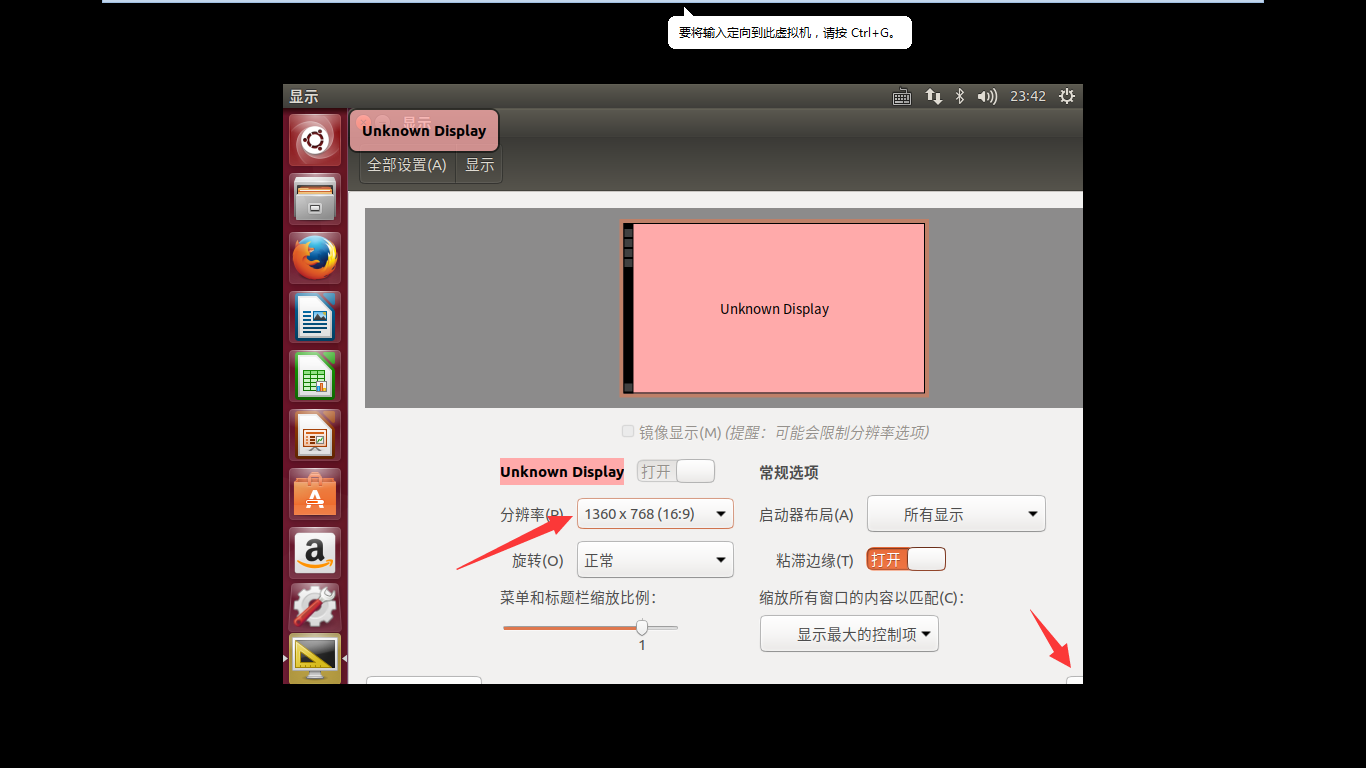 要将输入定向到此虚拟机，请按 Ctrl+G。
显示
23:42
显示
Unknown Display
全部设置(A)
显示
Unknown Display
镜像显示(M) (提醒：可能会限制分辨率选项)
Unknown Display
打开
常规选项
分辨率(R)
1360 x 768 (16:9)
启动器布局(A)
所有显示
旋转(O)
正常
粘滞边缘(T)
打开
菜单和标题栏缩放比例：
缩放所有窗口的内容以匹配(C)：
显示最大的控制项
1